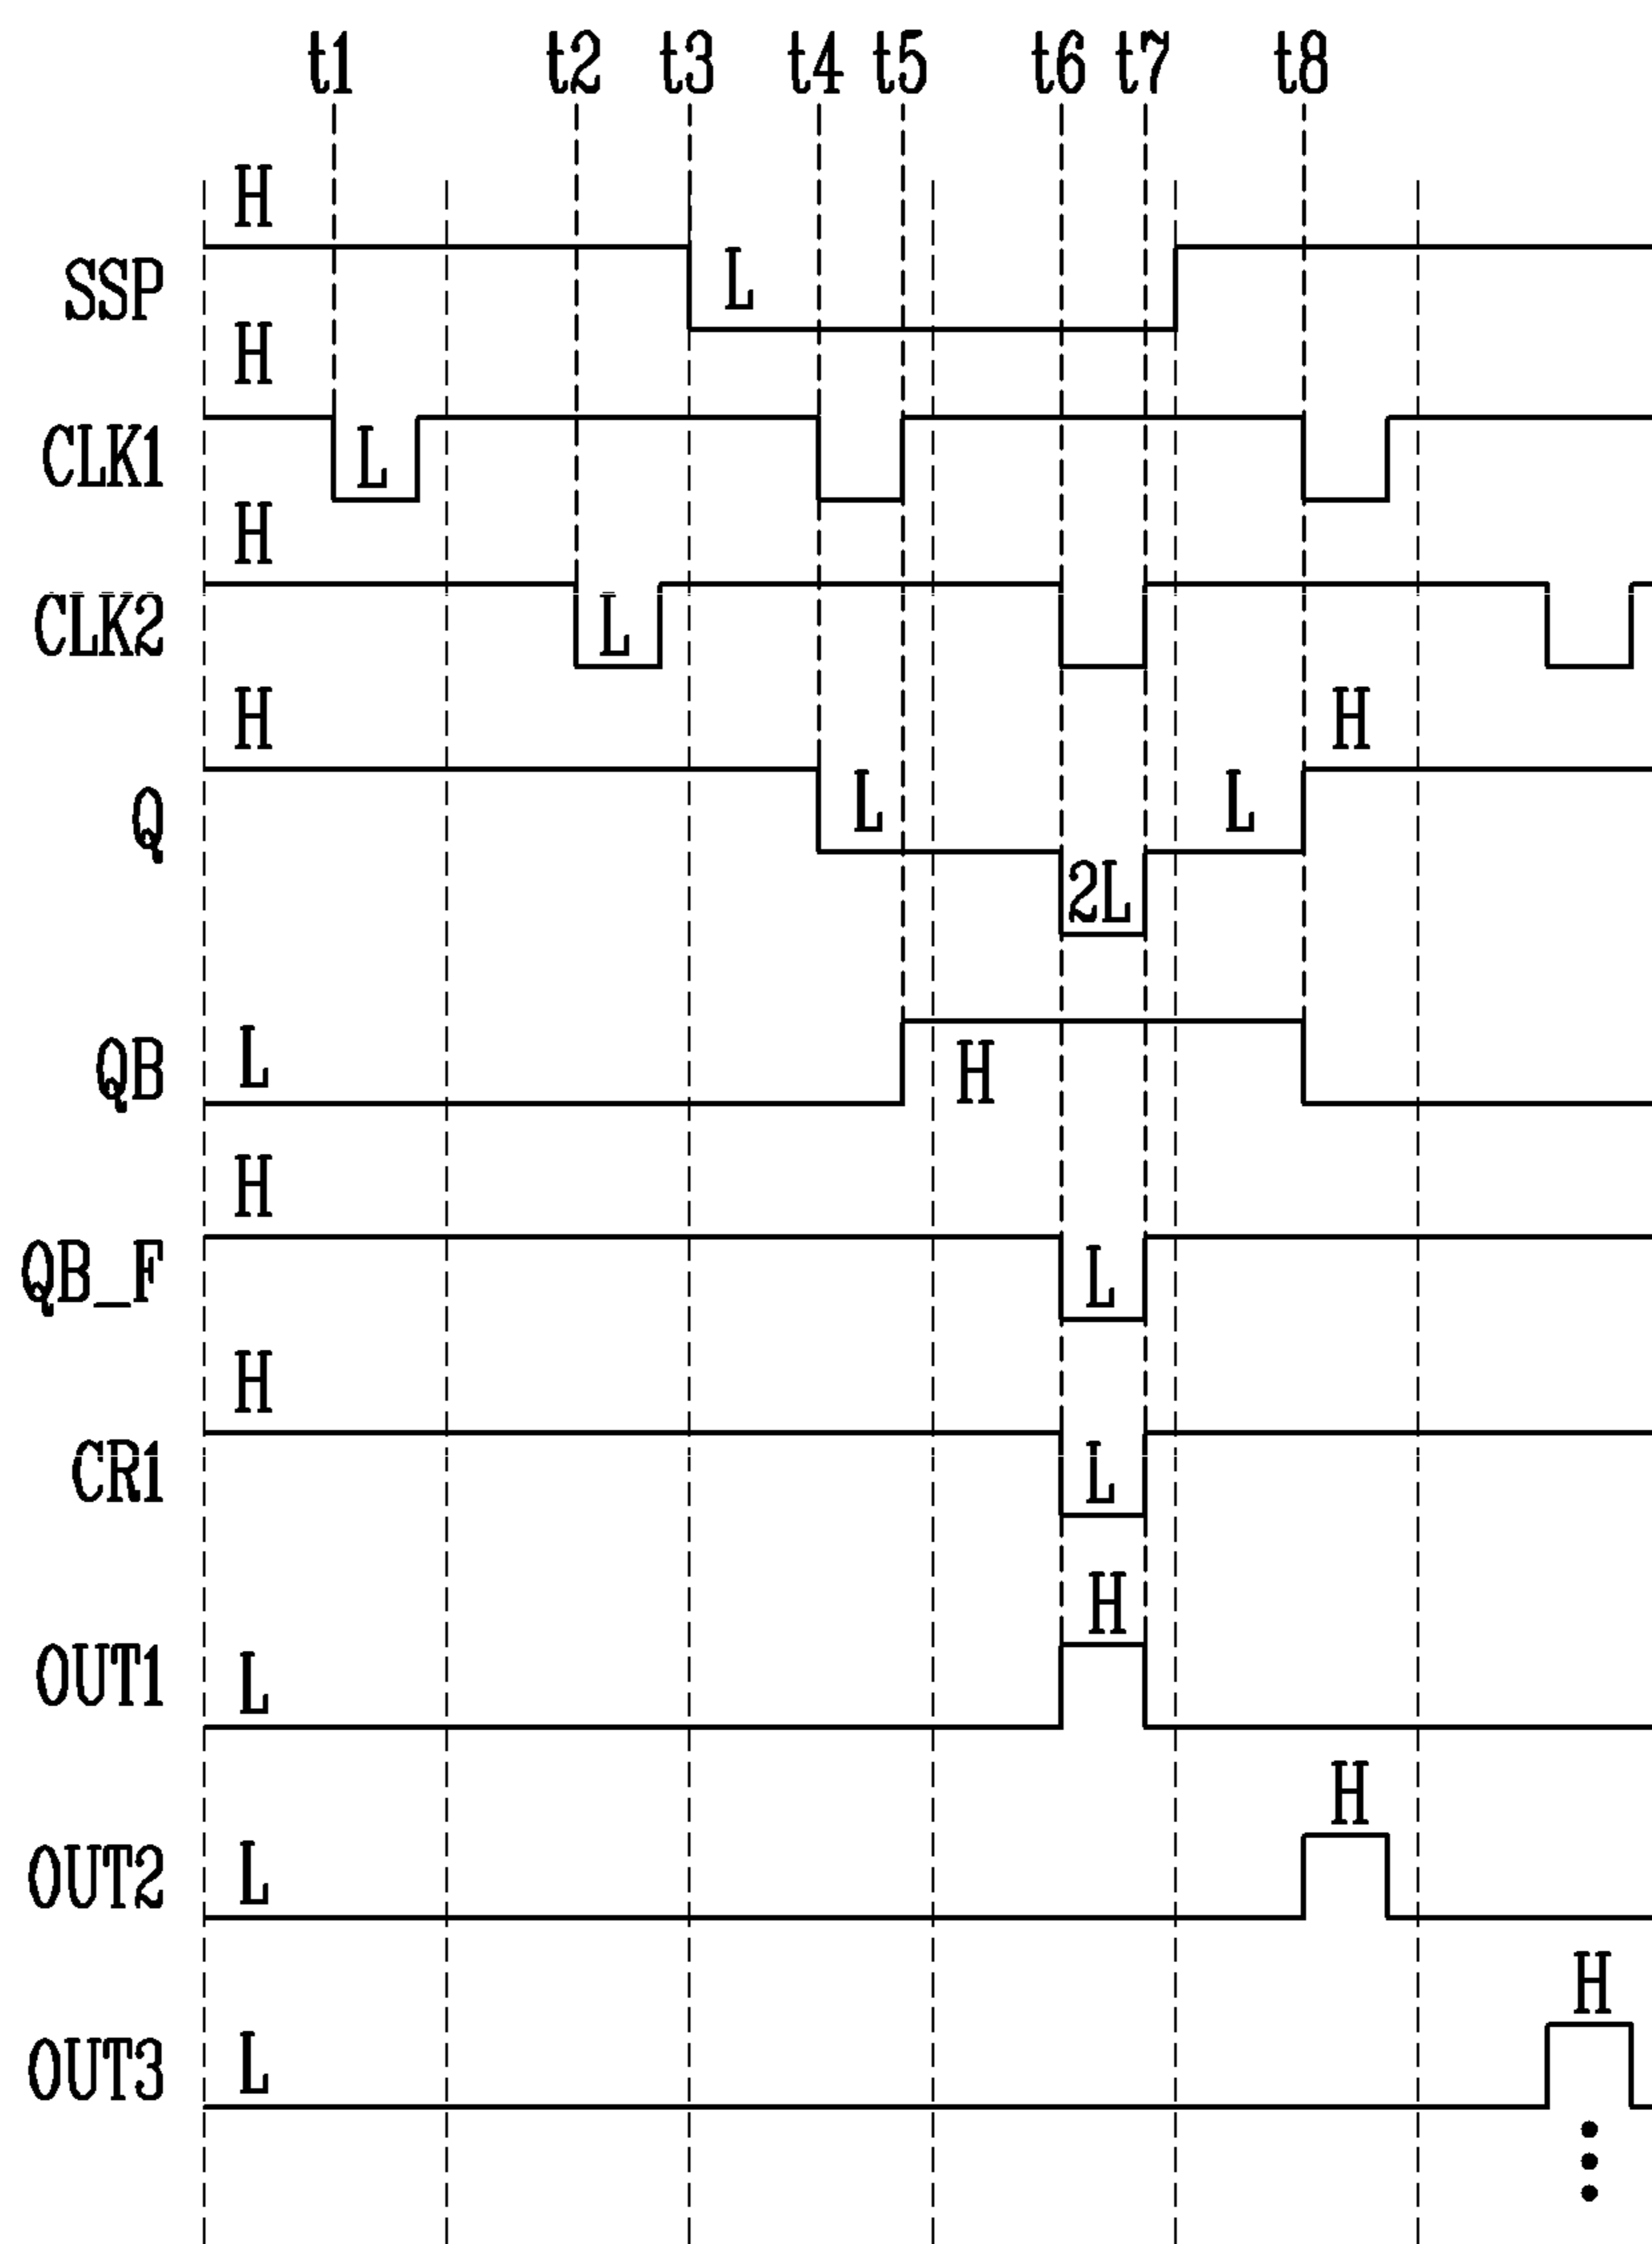 t1 t2 t3 t4 t5 t6 t7 t8
H
SSP L
H
CLK1 L
H
CLK2 L
H H
Q L L
2L
QB L H
H
QB_F L
H
CR1 L
H
OUT1 L
H
OUT2 L
H
OUT3 L